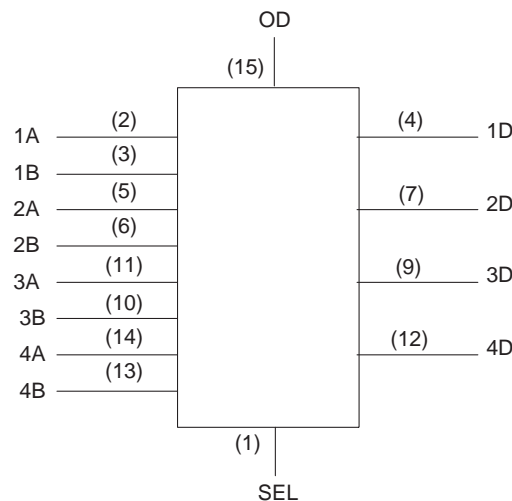 OD
(15)
1A (2) (4) 1D
1B (3)
2A (5) (7) 2D
2B (6)
3A (11) (9) 3D
3B (10)
4A (14) (12) 4D
4B (13)
(1)
SEL